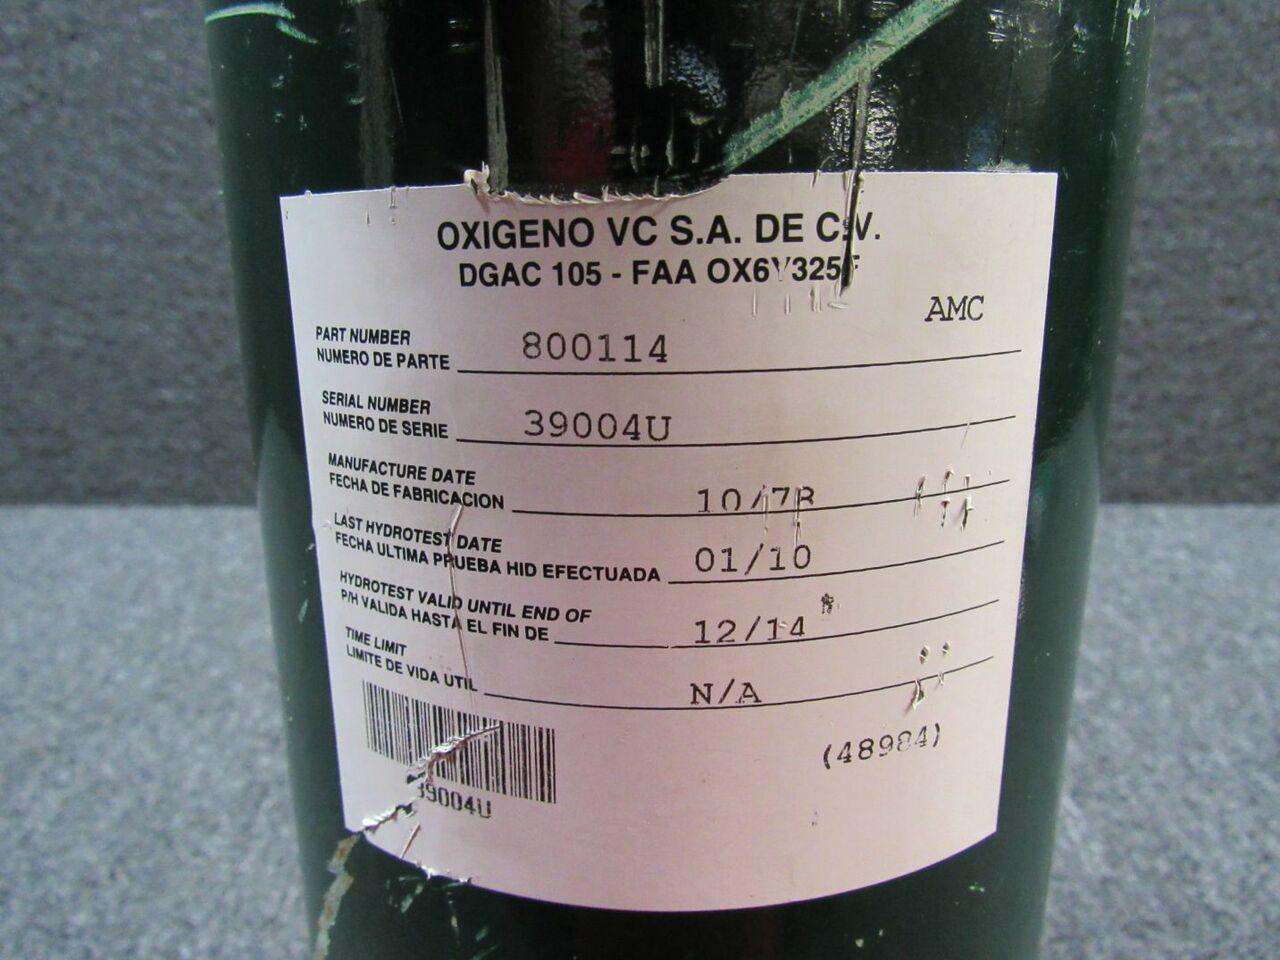 OXIGENO VC S.A. DE C.V.
DGAC 105 - FAA OX6Y325F
AMC
PART NUMBER
NUMERO DE PARTE 800114
SERIAL NUMBER
NUMERO DE SERIE 39004U
MANUFACTURE DATE
FECHA DE FABRICACION
LAST HYDROTEST DATE
FECHA ULTIMA PRUEBA HID EFECTUADA 01/10
HYDROTEST VALID UNTIL END OF
P/H VALIDA HASTA EL FIN DE 12/14 *
TIME LIMIT
LIMITE DE VIDA UTIL N/A
(48984)
39004U